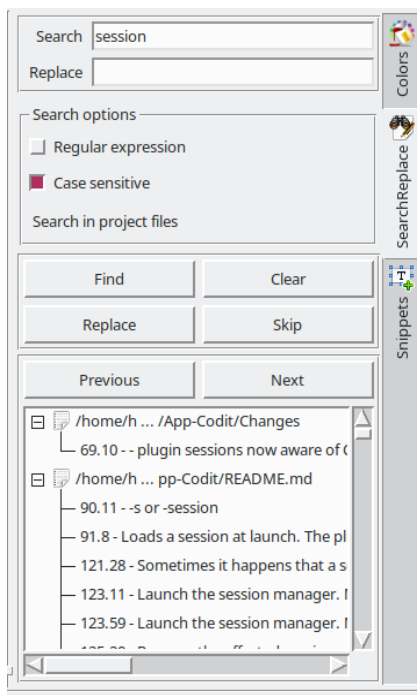 Search session
Replace
Search options
Regular expression
Case sensitive
Search in project files
Find Clear
Replace Skip
Previous Next
/home/h ... /App-Codit/Changes
69.10 - - plugin sessions now aware of
/home/h ... pp-Codit/README.md
90.11 - -s or -session
91.8 - Loads a session at launch. The pl
121.28 - Sometimes it happens that a s
123.11 - Launch the session manager.
123.59 - Launch the session manager.
Colors
SearchReplace
T
Snippets